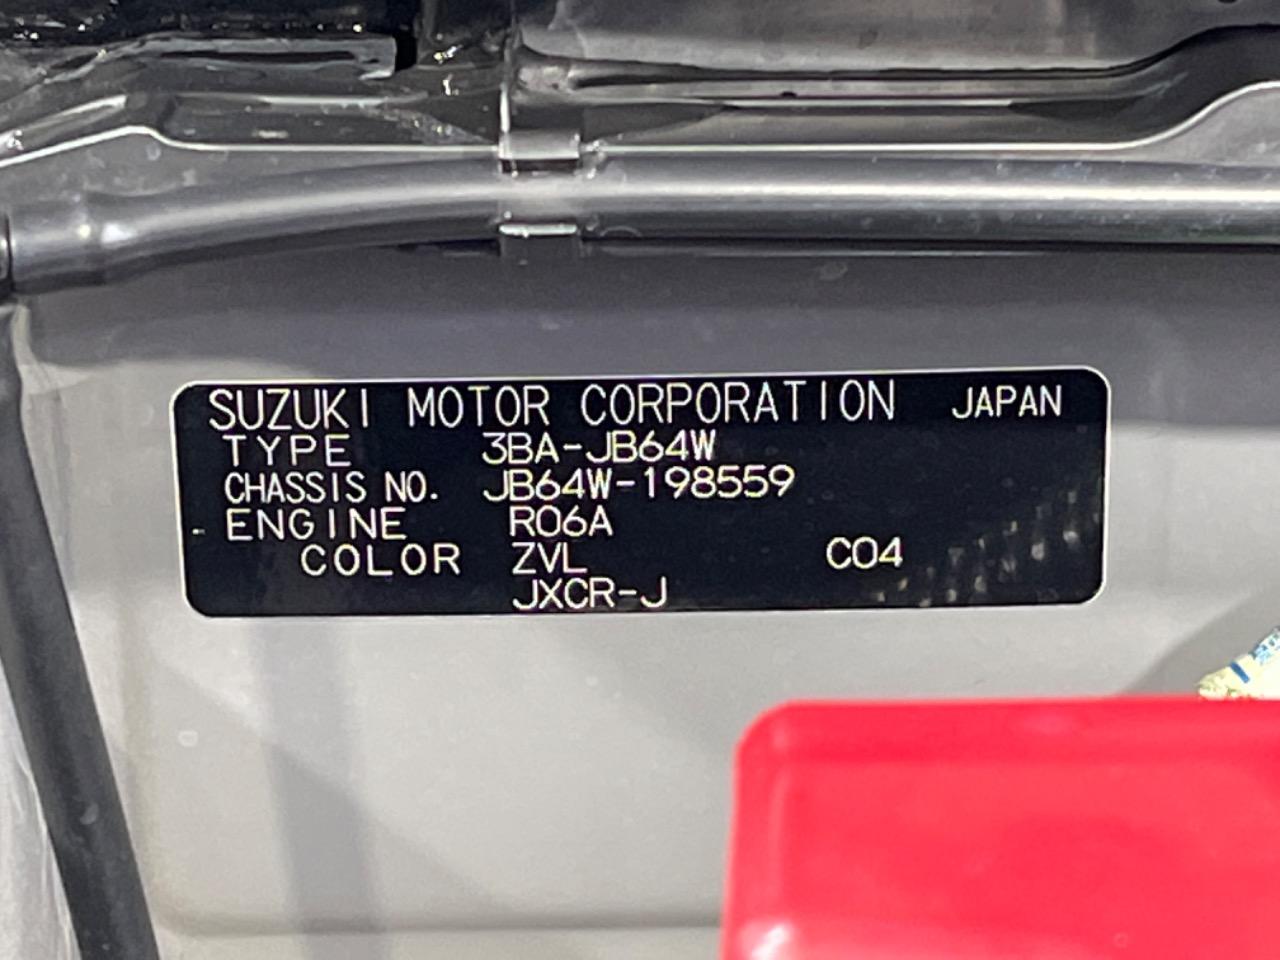 SUZUKI MOTOR CORPORATION JAPAN
TYPE 3BA-JB64W
CHASSIS NO. JB64W-198559
ENGINE R06A
COLOR ZVL C04
JXCR-J